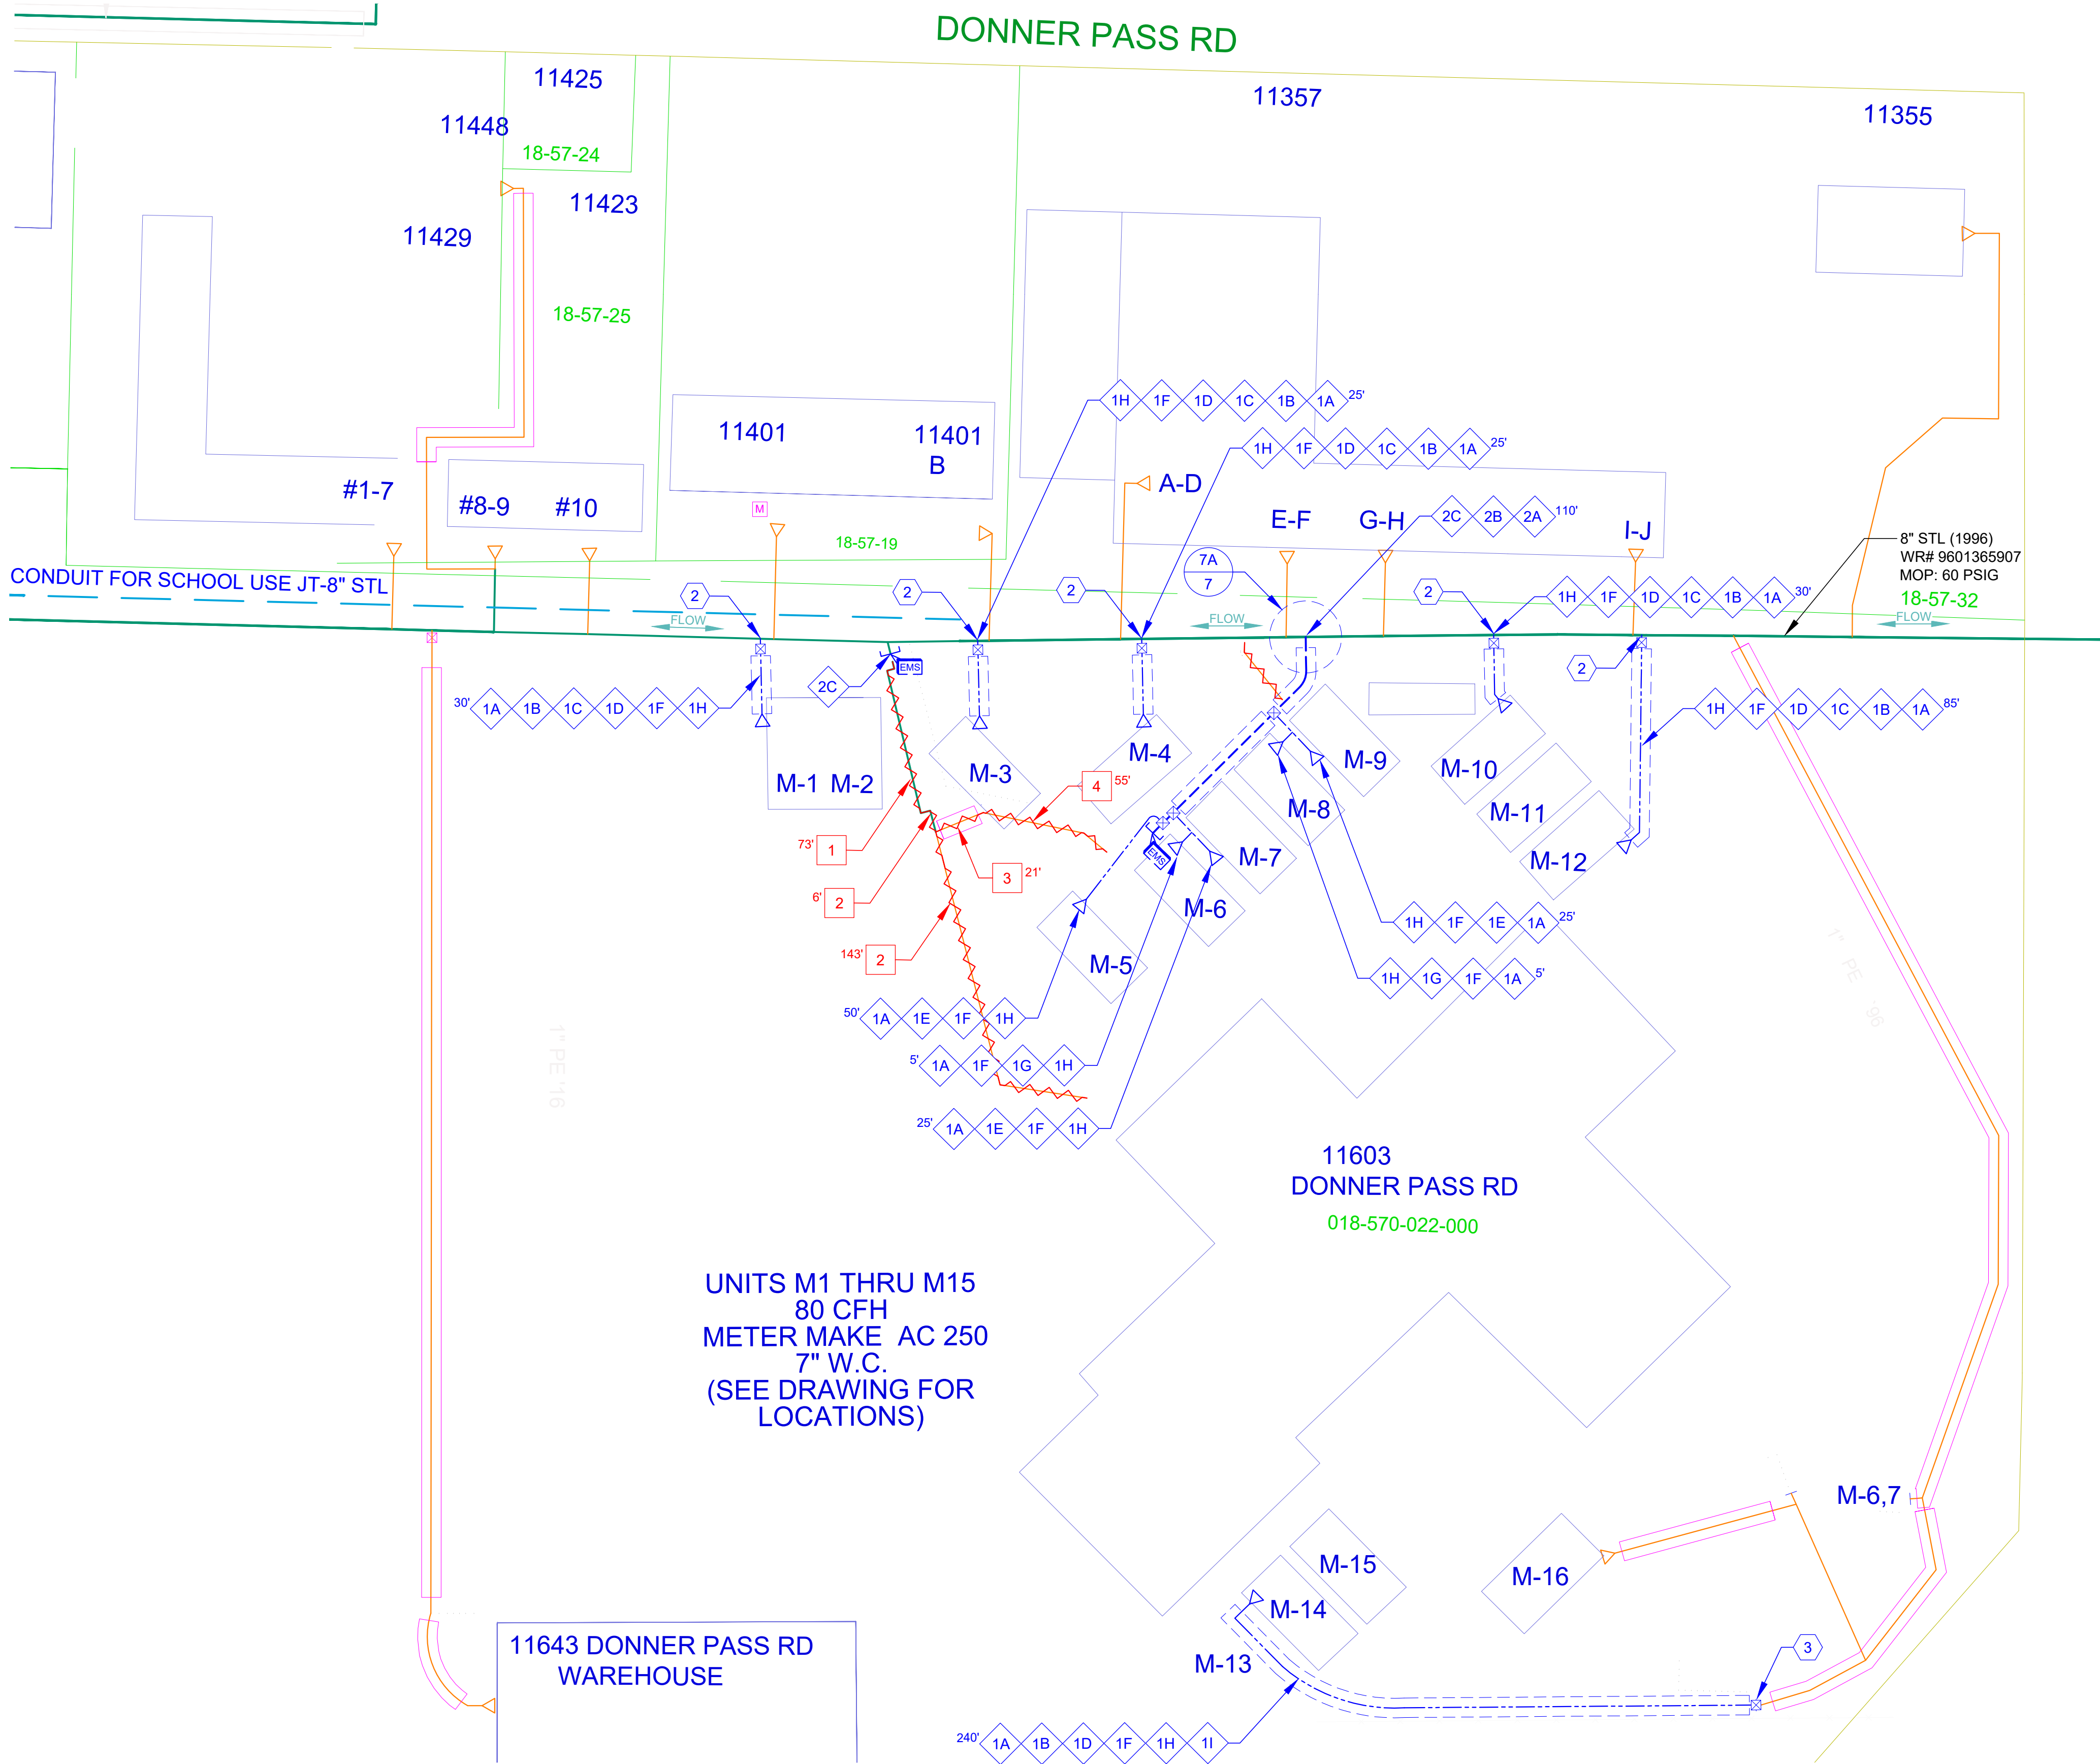 DONNER PASS RD
11425
11357
11355
11448
18-57-24
11423
11429
18-57-25
1H 1F 1D 1C 1B 1A 25'
11401
11401
B
1H 1F 1D 1C 1B 1A 25'
#1-7
#8-9
#10
M
A-D
E-F
G-H
2C 2B 2A 110'
I-J
18-57-19
8" STL (1996)
WR# 9601365907
MOP: 60 PSIG
18-57-32
7A
7
CONDUIT FOR SCHOOL USE JT-8" STL
2
2
2
2
1H 1F 1D 1C 1B 1A 30'
FLOW
FLOW
FLOW
EMS
2
2C
30' 1A 1B 1C 1D 1F 1H
1H 1F 1D 1C 1B 1A 85'
M-1 M-2
M-3
M-4
M-9
M-10
4 55'
M-8
M-11
73' 1
EMS
M-7
M-12
3 21'
6' 2
M-6
1H 1F 1E 1A 25'
143' 2
M-5
1H 1G 1F 1A 5'
1" PE '96
50' 1A 1E 1F 1H
1" PE '16
5' 1A 1F 1G 1H
25' 1A 1E 1F 1H
11603
DONNER PASS RD
018-570-022-000
UNITS M1 THRU M15
80 CFH
METER MAKE AC 250
7" W.C.
(SEE DRAWING FOR
LOCATIONS)
M-6,7
M-15
M-16
M-14
11643 DONNER PASS RD
WAREHOUSE
M-13
3
240' 1A 1B 1D 1F 1H 1I